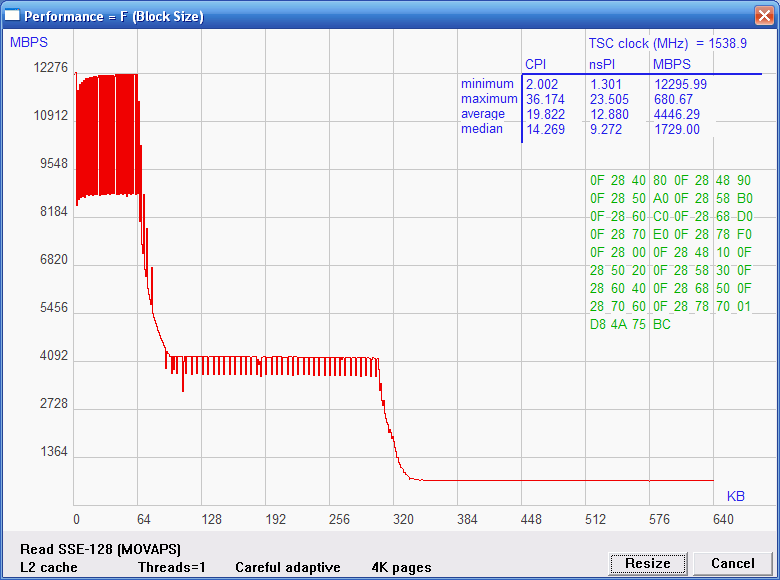 Performance = F (Block Size)
MBPS
TSC clock (MHz) = 1538.9
CPI nsPI MBPS
minimum 2.002 1.301 12295.99
maximum 36.174 23.505 680.67
average 19.822 12.880 4446.29
median 14.269 9.272 1729.00
12276
10912
9548
8184
6820
5456
4092
2728
1364
0F 28 40 80 0F 28 48 90
0F 28 50 A0 0F 28 58 B0
0F 28 60 C0 0F 28 68 D0
0F 28 70 E0 0F 28 78 F0
0F 28 00 0F 28 48 10 0F
28 50 20 0F 28 58 30 0F
28 60 40 0F 28 68 50 0F
28 70 60 0F 28 78 70 01
D8 4A 75 BC
KB
0 64 128 192 256 320 384 448 512 576 640
Read SSE-128 (MOVAPS)
L2 cache Threads=1 Careful adaptive 4K pages
Resize Cancel